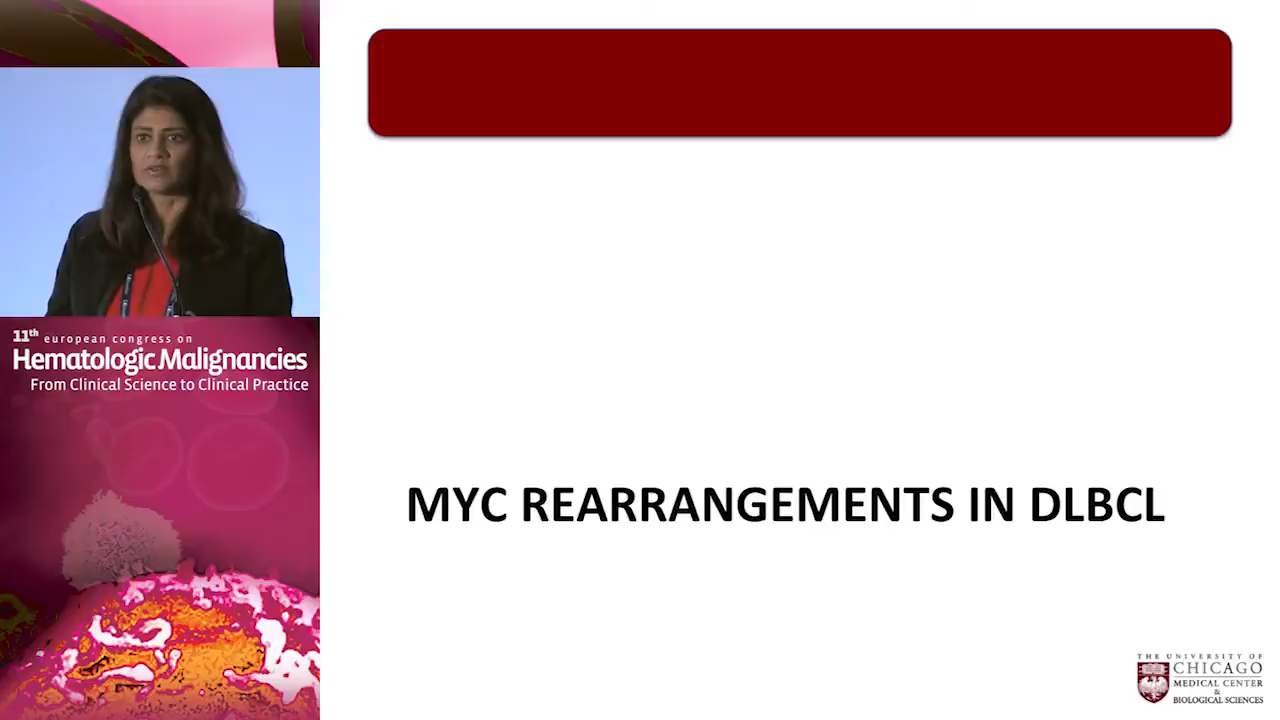 11th european congress on
Hematologic Malignancies
From Clinical Science to Clinical Practice
MYC REARRANGEMENTS IN DLBCL
THE UNIVERSITY OF
CHICAGO
MEDICAL CENTER
&
BIOLOGICAL SCIENCES